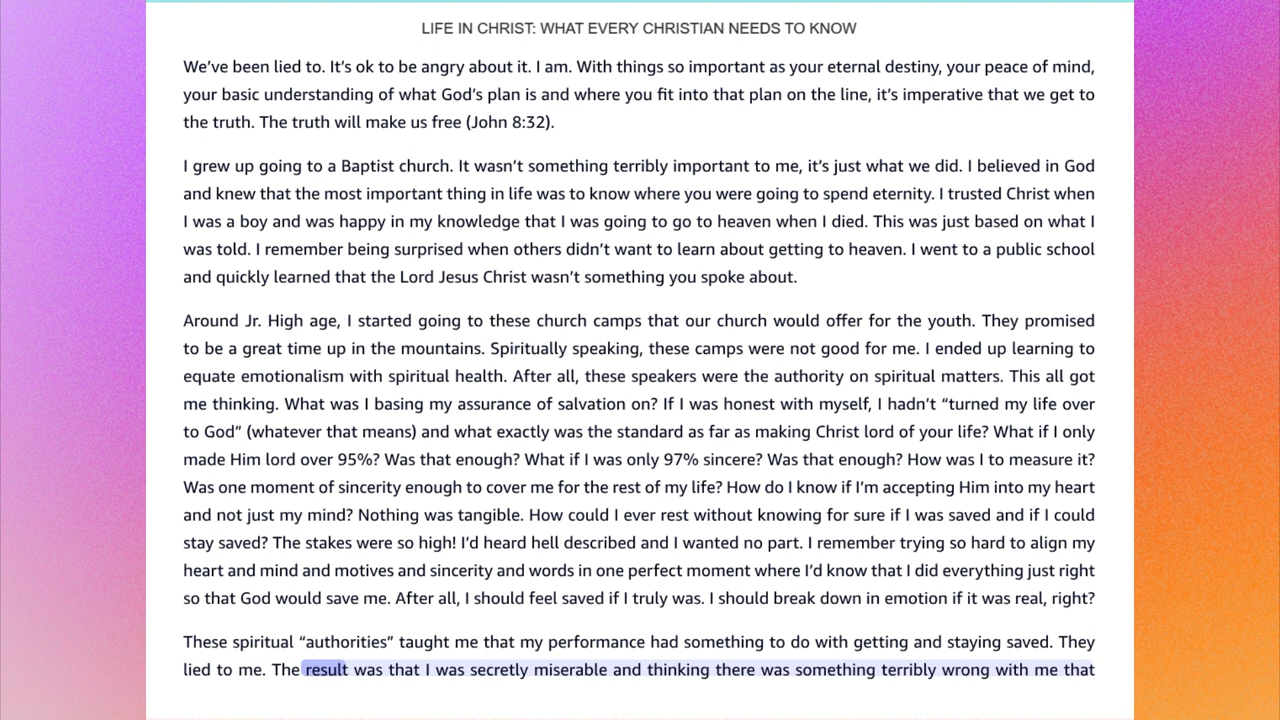 LIFE IN CHRIST: WHAT EVERY CHRISTIAN NEEDS TO KNOW
We’ve been lied to. It’s ok to be angry about it. I am. With things so important as your eternal destiny, your peace of mind,
your basic understanding of what God’s plan is and where you fit into that plan on the line, it’s imperative that we get to
the truth. The truth will make us free (John 8:32).
I grew up going to a Baptist church. It wasn’t something terribly important to me, it’s just what we did. I believed in God
and knew that the most important thing in life was to know where you were going to spend eternity. I trusted Christ when
I was a boy and was happy in my knowledge that I was going to go to heaven when I died. This was just based on what I
was told. I remember being surprised when others didn’t want to learn about getting to heaven. I went to a public school
and quickly learned that the Lord Jesus Christ wasn’t something you spoke about.
Around Jr. High age, I started going to these church camps that our church would offer for the youth. They promised
to be a great time up in the mountains. Spiritually speaking, these camps were not good for me. I ended up learning to
equate emotionalism with spiritual health. After all, these speakers were the authority on spiritual matters. This all got
me thinking. What was I basing my assurance of salvation on? If I was honest with myself, I hadn’t “turned my life over
to God” (whatever that means) and what exactly was the standard as far as making Christ lord of your life? What if I only
made Him lord over 95%? Was that enough? What if I was only 97% sincere? Was that enough? How was I to measure it?
Was one moment of sincerity enough to cover me for the rest of my life? How do I know if I’m accepting Him into my heart
and not just my mind? Nothing was tangible. How could I ever rest without knowing for sure if I was saved and if I could
stay saved? The stakes were so high! I’d heard hell described and I wanted no part. I remember trying so hard to align my
heart and mind and motives and sincerity and words in one perfect moment where I’d know that I did everything just right
so that God would save me. After all, I should feel saved if I truly was. I should break down in emotion if it was real, right?
These spiritual “authorities” taught me that my performance had something to do with getting and staying saved. They
lied to me. The result was that I was secretly miserable and thinking there was something terribly wrong with me that